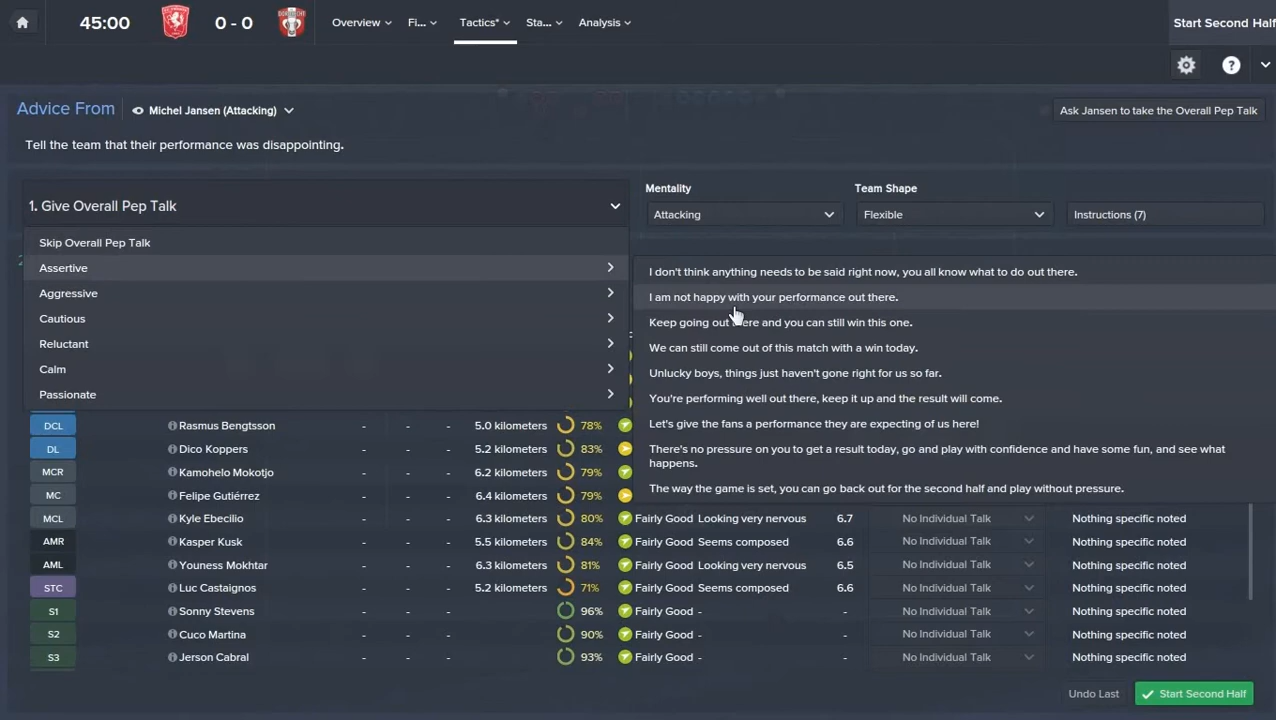 45:00 0 - 0 Overview Fi... Tactics* Sta... Analysis Start Second Half
?
Advice From Michel Jansen (Attacking) Ask Jansen to take the Overall Pep Talk
Tell the team that their performance was disappointing.
Mentality Team Shape
1. Give Overall Pep Talk Attacking Flexible Instructions (7)
Skip Overall Pep Talk
Assertive
Aggressive
Cautious
Reluctant
Calm
Passionate
I don't think anything needs to be said right now, you all know what to do out there.
I am not happy with your performance out there.
Keep going out there and you can still win this one.
We can still come out of this match with a win today.
Unlucky boys, things just haven't gone right for us so far.
You're performing well out there, keep it up and the result will come.
Let's give the fans a performance they are expecting of us here!
There's no pressure on you to get a result today, go and play with confidence and have some fun, and see what
happens.
The way the game is set, you can go back out for the second half and play without pressure.
DCL Rasmus Bengtsson - - - 5.0 kilometers 78%
DL Dico Koppers - - - 5.2 kilometers 83%
MCR Kamohelo Mokotjo - - - 6.2 kilometers 79%
MC Felipe Gutiérrez - - - 6.4 kilometers 79%
MCL Kyle Ebecilio - - - 6.3 kilometers 80% Fairly Good Looking very nervous 6.7 No Individual Talk Nothing specific noted
AMR Kasper Kusk - - - 5.5 kilometers 84% Fairly Good Seems composed 6.6 No Individual Talk Nothing specific noted
AML Youness Mokhtar - - - 6.3 kilometers 81% Fairly Good Looking very nervous 6.5 No Individual Talk Nothing specific noted
STC Luc Castaignos - - - 5.2 kilometers 71% Fairly Good Seems composed 6.6 No Individual Talk Nothing specific noted
S1 Sonny Stevens 96% Fairly Good - - No Individual Talk Nothing specific noted
S2 Cuco Martina 90% Fairly Good - - No Individual Talk Nothing specific noted
S3 Jerson Cabral 93% Fairly Good - - No Individual Talk Nothing specific noted
Undo Last Start Second Half